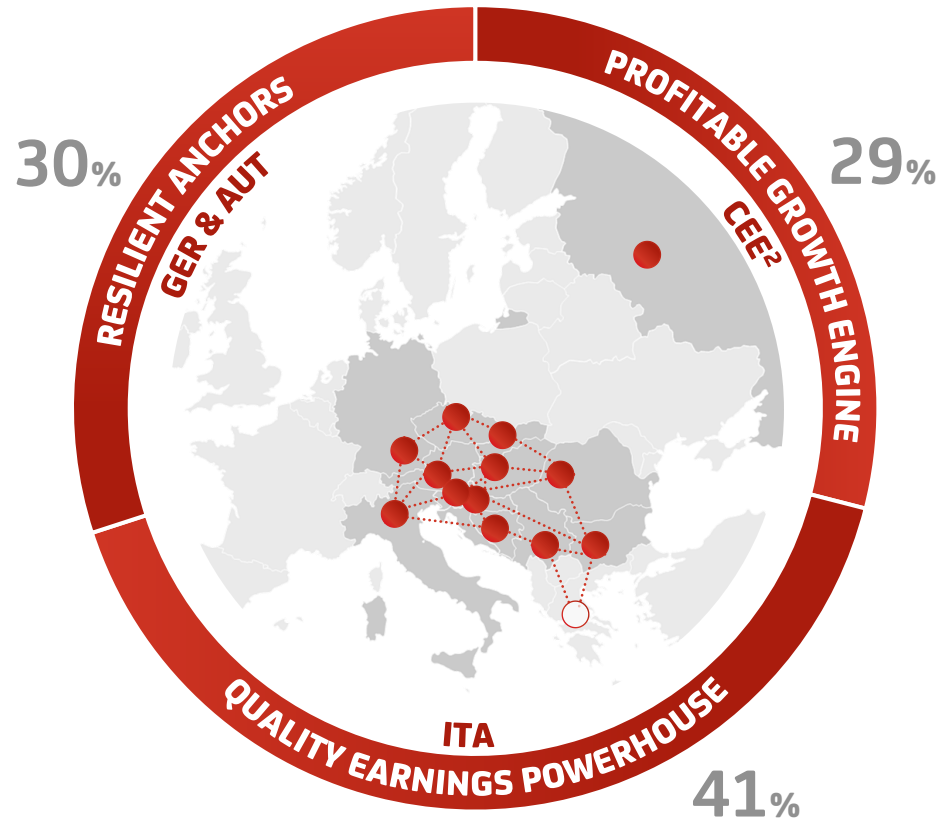 RESILIENT ANCHORS
GER & AUT
30%
PROFITABLE GROWTH ENGINE
CEE²
29%
ITA
QUALITY EARNINGS POWERHOUSE
41%